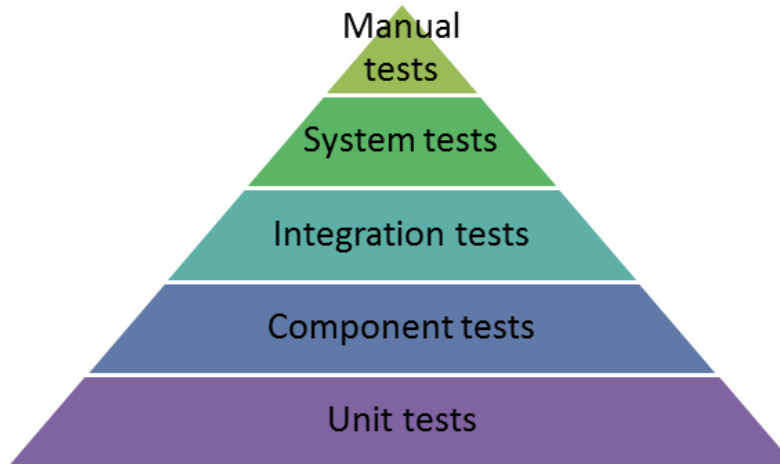 Manual
tests
System tests
Integration tests
Component tests
Unit tests